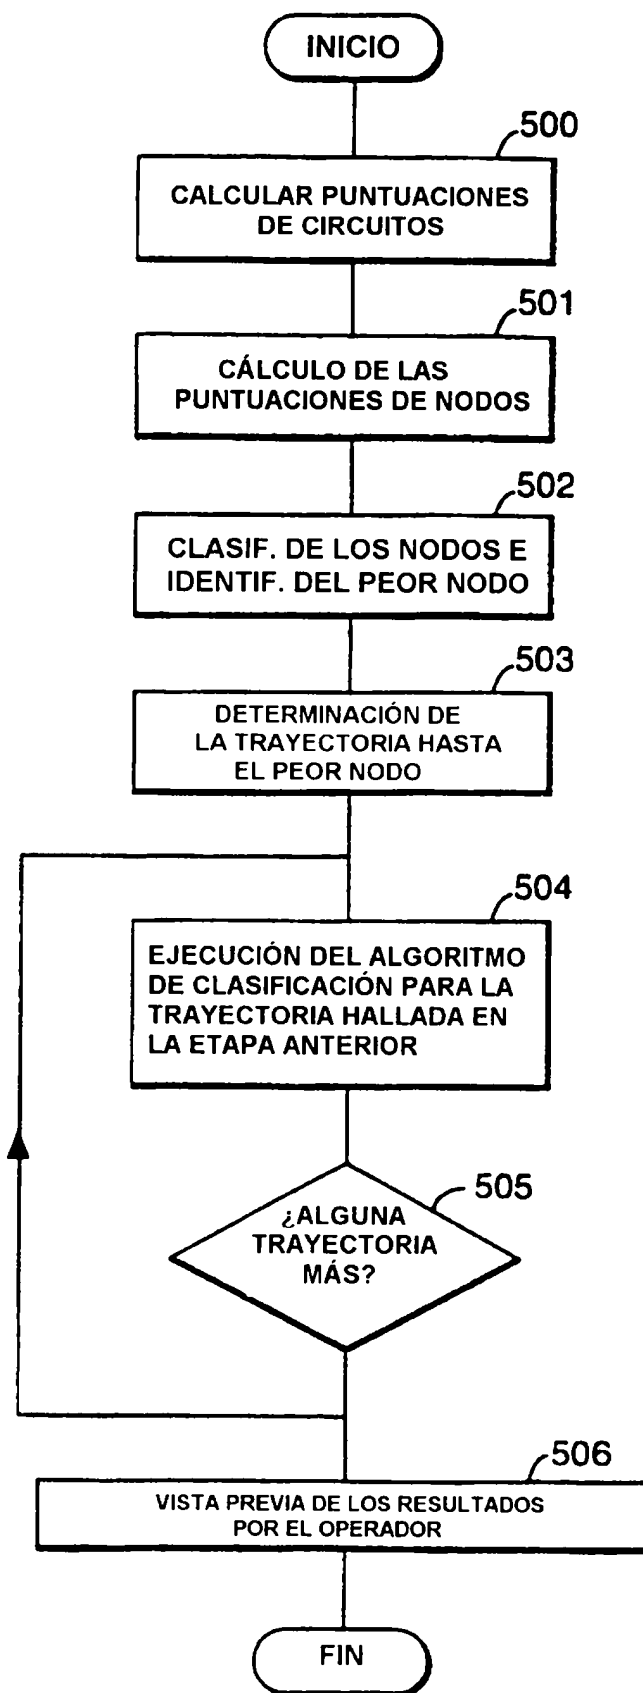 INICIO
500
CALCULAR PUNTUACIONES
DE CIRCUITOS
501
CÁLCULO DE LAS
PUNTUACIONES DE NODOS
502
CLASIF. DE LOS NODOS E
IDENTIF. DEL PEOR NODO
503
DETERMINACIÓN DE
LA TRAYECTORIA HASTA
EL PEOR NODO
504
EJECUCIÓN DEL ALGORITMO
DE CLASIFICACIÓN PARA LA
TRAYECTORIA HALLADA EN
LA ETAPA ANTERIOR
505
¿ALGUNA
TRAYECTORIA
MÁS?
506
VISTA PREVIA DE LOS RESULTADOS
POR EL OPERADOR
FIN